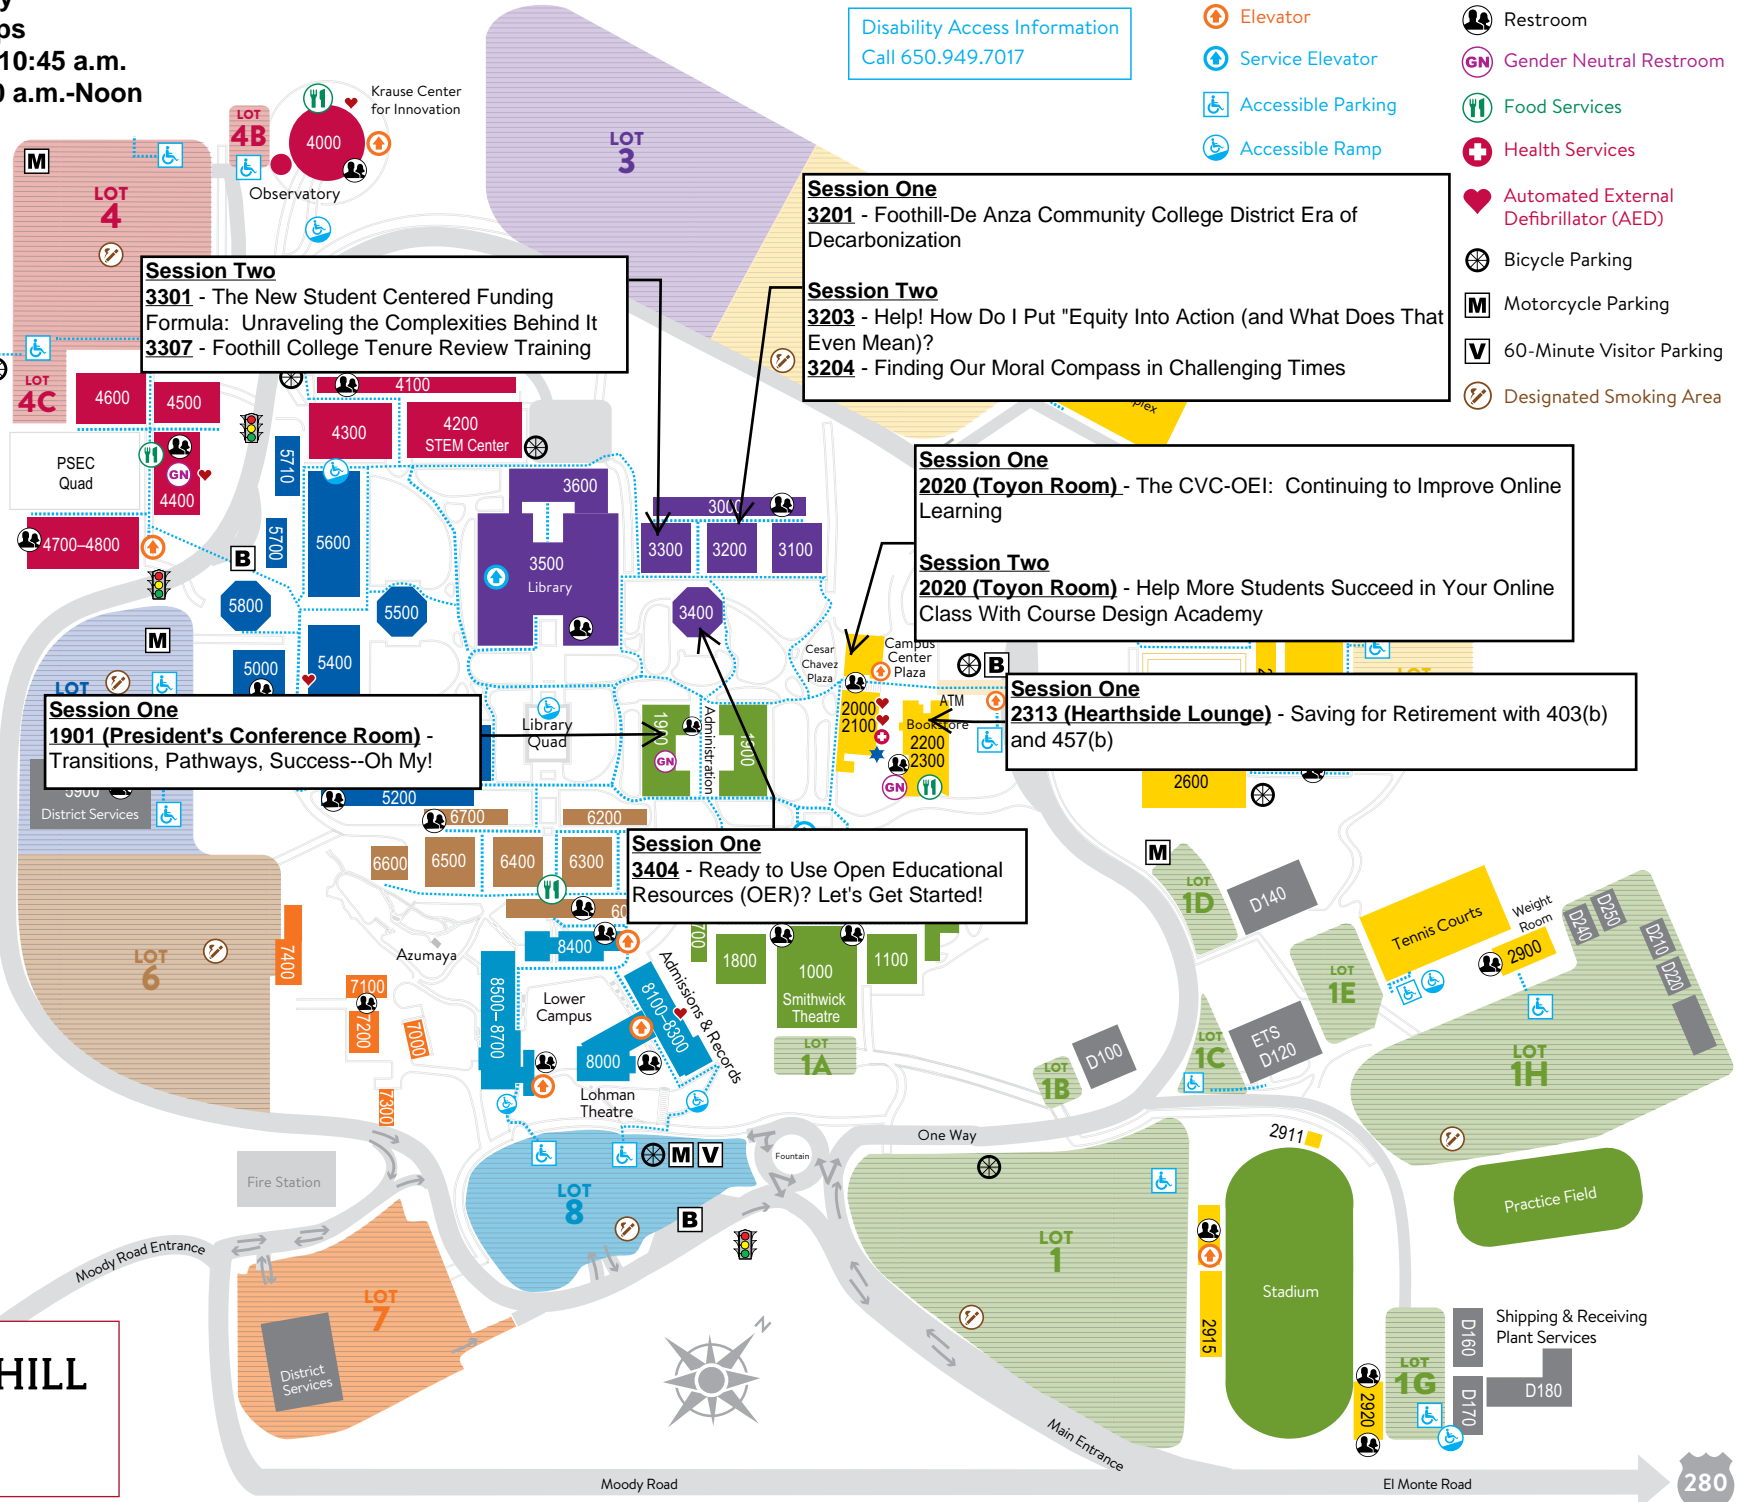 y
ps
10:45 a.m.
0 a.m.-Noon
Disability Access Information
Call 650.949.7017
Elevator
Service Elevator
Accessible Parking
Accessible Ramp
Restroom
GN Gender Neutral Restroom
Food Services
Health Services
Automated External
Defibrillator (AED)
Bicycle Parking
M Motorcycle Parking
V 60-Minute Visitor Parking
Designated Smoking Area
Krause Center
for Innovation
LOT
4B
4000
Observatory
M
LOT
4
LOT
3
Session One
3201 - Foothill-De Anza Community College District Era of
Decarbonization
Session Two
3203 - Help! How Do I Put "Equity Into Action (and What Does That
Even Mean)?
3204 - Finding Our Moral Compass in Challenging Times
Session Two
3301 - The New Student Centered Funding
Formula: Unraveling the Complexities Behind It
3307 - Foothill College Tenure Review Training
LOT
4C
4600
4500
4100
4300
4200
STEM Center
plex
PSEC
Quad
GN
4400
4700–4800
5710
5700
5600
B
5800
5500
3600
3500
Library
3000
3300
3200
3100
3400
Session One
2020 (Toyon Room) - The CVC-OEI: Continuing to Improve Online
Learning
Session Two
2020 (Toyon Room) - Help More Students Succeed in Your Online
Class With Course Design Academy
M
LOT
5000
5400
Cesar
Chavez
Plaza
Campus
Center
Plaza
B
ATM
2
LOT
Session One
1901 (President's Conference Room) -
Transitions, Pathways, Success--Oh My!
Library
Quad
1900
GN
Administration
1900
2000
2100
Bookstore
2200
2300
GN
Session One
2313 (Hearthside Lounge) - Saving for Retirement with 403(b)
and 457(b)
2600
5900
District Services
5200
6700
6200
6600
6500
6400
6300
60
Session One
3404 - Ready to Use Open Educational
Resources (OER)? Let's Get Started!
700
1800
1000
Smithwick
Theatre
1100
LOT
1A
M
LOT
1D
D140
Tennis Courts
Weight
Room
2900
D240
D250
D210
D220
LOT
6
7400
Azumaya
7100
7200
7000
7300
8400
8500–8700
Lower
Campus
8100–8300
Admissions & Records
8000
Lohman
Theatre
LOT
1E
LOT
1C
ETS
D120
D100
LOT
1B
LOT
1H
One Way
2911
Fountain
M
V
LOT
8
B
Fire Station
Moody Road Entrance
LOT
7
District
Services
LOT
1
2915
Stadium
Practice Field
Shipping & Receiving
Plant Services
D160
D170
D180
LOT
1G
2920
N
HILL
Main Entrance
Moody Road
El Monte Road
280